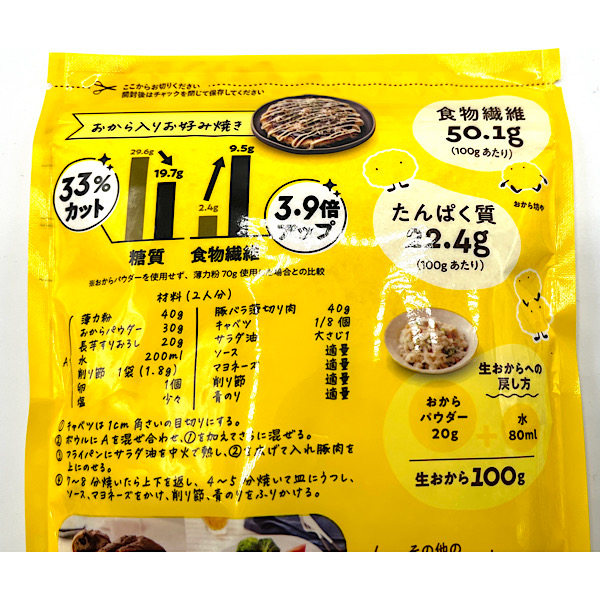 ここからお切りください
開封後はチャックを閉じて保存してください
おから入りお好み焼き
食物繊維
50.1g
(100gあたり)
おから坊や
33%
カット
29.6g
19.7g
2.4g
9.5g
3.9倍
アップ
糖質
食物繊維
※おからパウダーを使用せず、薄力粉70g使用した場合との比較
たんぱく質
22.4g
(100gあたり)
材料(2人分)
A
薄力粉 40g
おからパウダー 30g
長芋すりおろし 20g
水 200ml
削り節 1袋(1.8g)
卵 1個
塩 少々
豚バラ薄切り肉 40g
キャベツ 1/8個
サラダ油 大さじ1
ソース 適量
マヨネーズ 適量
削り節 適量
青のり 適量
①キャベツは1cm角さいの目切りにする。
②ボウルにAを混ぜ合わせ、①を加えてさらに混ぜる。
③フライパンにサラダ油を中火で熱し、②を広げて入れ豚肉を
上にのせる。
④7~8分焼いたら上下を返し、4~5分焼いて皿にうつし、
ソース、マヨネーズをかけ、削り節、青のりをふりかける。
生おからへの
戻し方
おから
パウダー
20g
+
水
80ml
生おから100g
その他の